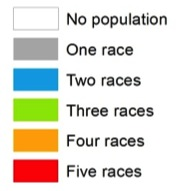 No population
One race
Two races
Three races
Four races
Five races